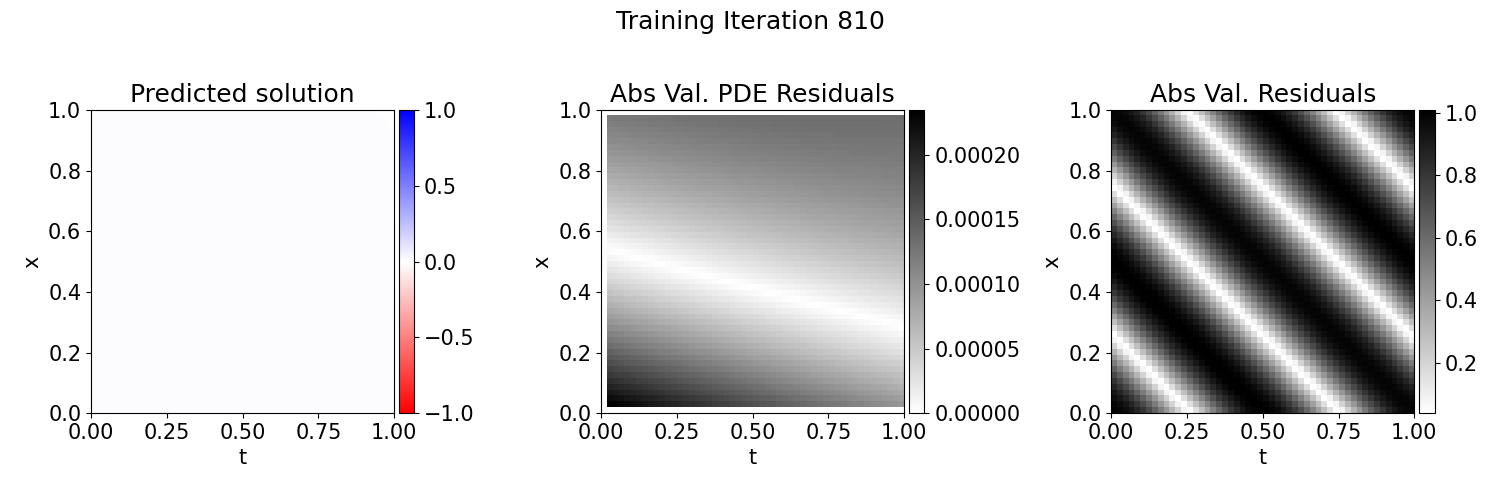 Training Iteration 810
Predicted solution
1.0
0.8
0.6
0.4
0.2
0.0
x
0.00 0.25 0.50 0.75 1.00
t
1.0
0.5
0.0
−0.5
−1.0
Abs Val. PDE Residuals
1.0
0.8
0.6
0.4
0.2
0.0
x
0.00 0.25 0.50 0.75 1.00
t
0.00020
0.00015
0.00010
0.00005
0.00000
Abs Val. Residuals
1.0
0.8
0.6
0.4
0.2
0.0
x
0.00 0.25 0.50 0.75 1.00
t
1.0
0.8
0.6
0.4
0.2